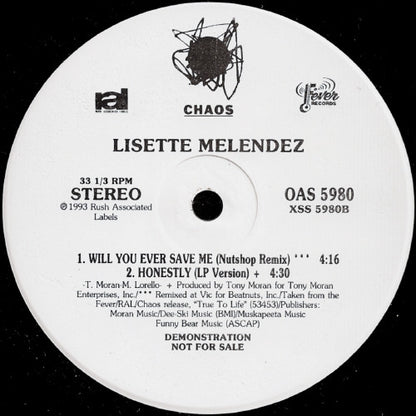 CHAOS
ral
Fever
RECORDS
LISETTE MELENDEZ
33 1/3 RPM
STEREO
℗ 1993 Rush Associated
Labels
OAS 5980
XSS 5980B
1. WILL YOU EVER SAVE ME (Nutshop Remix) *** 4:16
2. HONESTLY (LP Version) + 4:30
-T. Moran-M. Lorello- + Produced by Tony Moran for Tony Moran
Enterprises, Inc./*** Remixed at Vic for Beatnuts, Inc./Taken from the
Fever/RAL/Chaos release, "True To Life" (53453)/Publishers:
Moran Music/Dee-Ski Music (BMI)/Muskapeeta Music
Funny Bear Music (ASCAP)
DEMONSTRATION
NOT FOR SALE